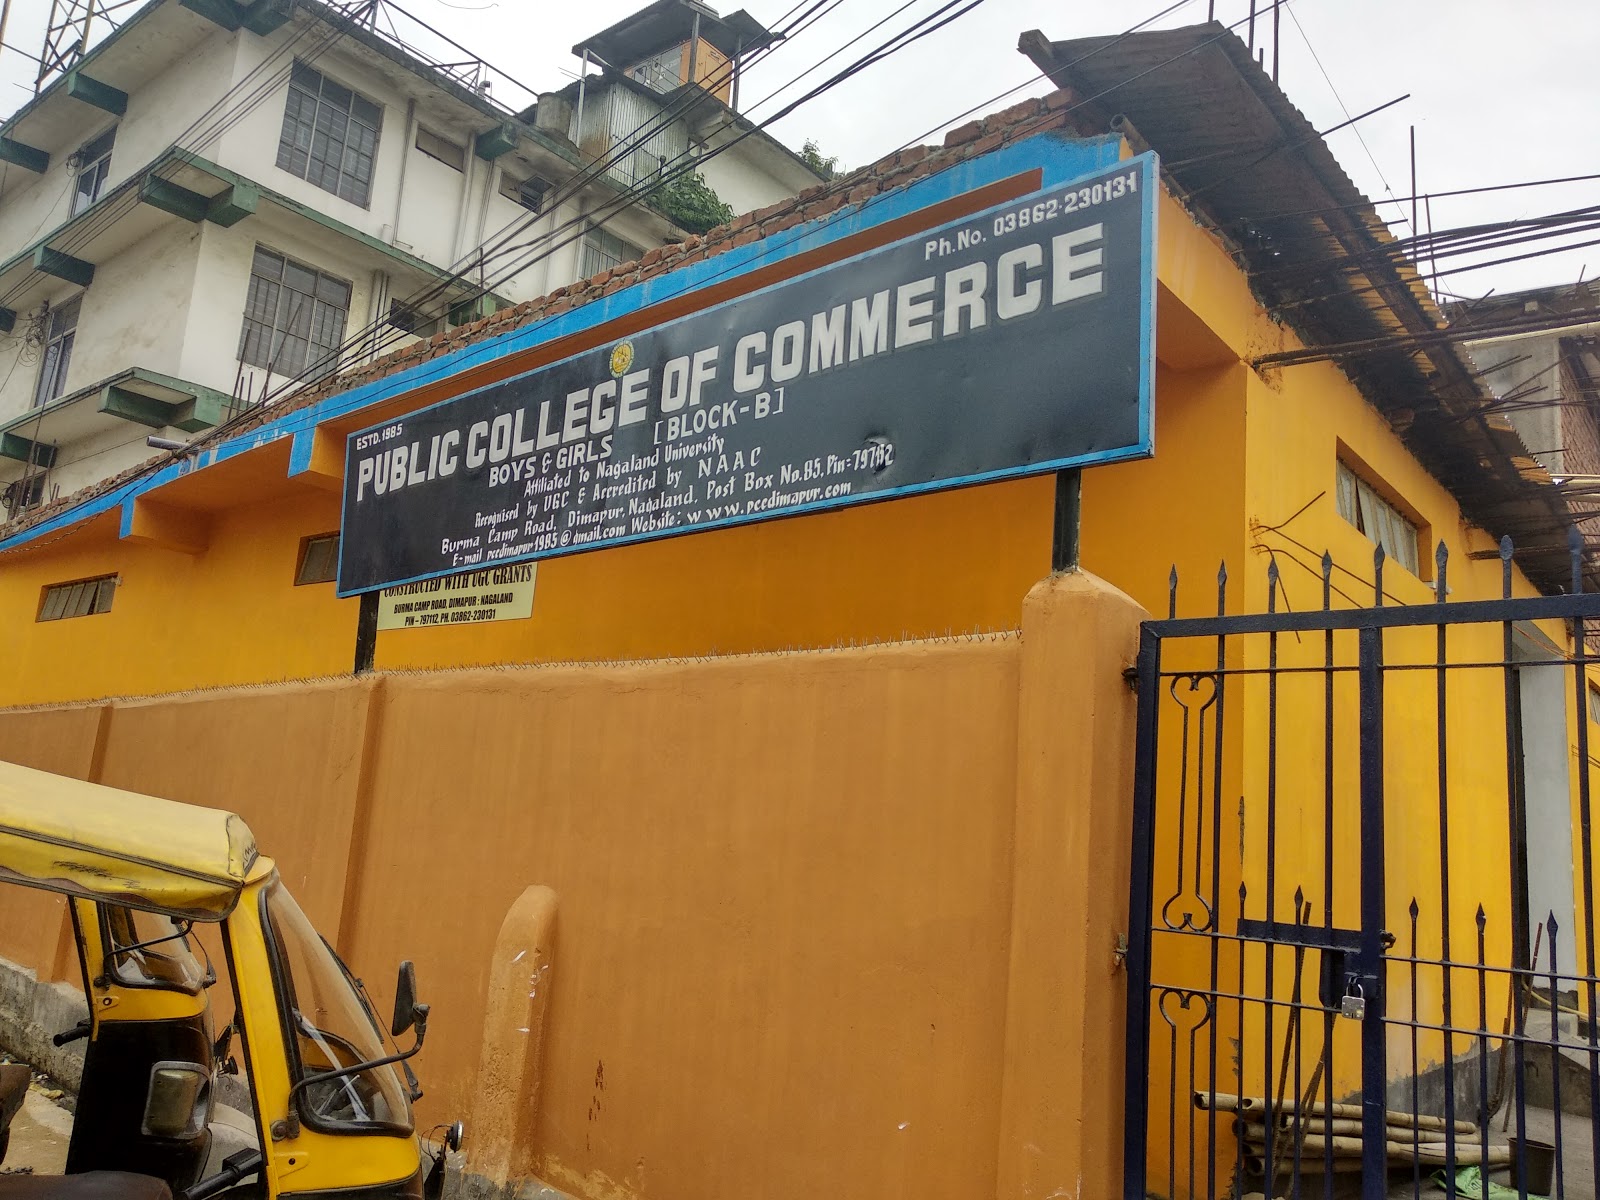 ESTD. 1985
Ph.No. 03862-230131
PUBLIC COLLEGE OF COMMERCE
BOYS & GIRLS [BLOCK-B]
Affiliated to Nagaland University
Recognised by UGC & Accredited by NAAC
Burma Camp Road, Dimapur, Nagaland. Post Box No.85, Pin=797112
E-mail pccdimapur1985@gmail.com Website: www.pccdimapur.com
CONSTRUCTED WITH UGC GRANTS
BURMA CAMP ROAD, DIMAPUR : NAGALAND
PIN - 797112, PH. 03862-230131